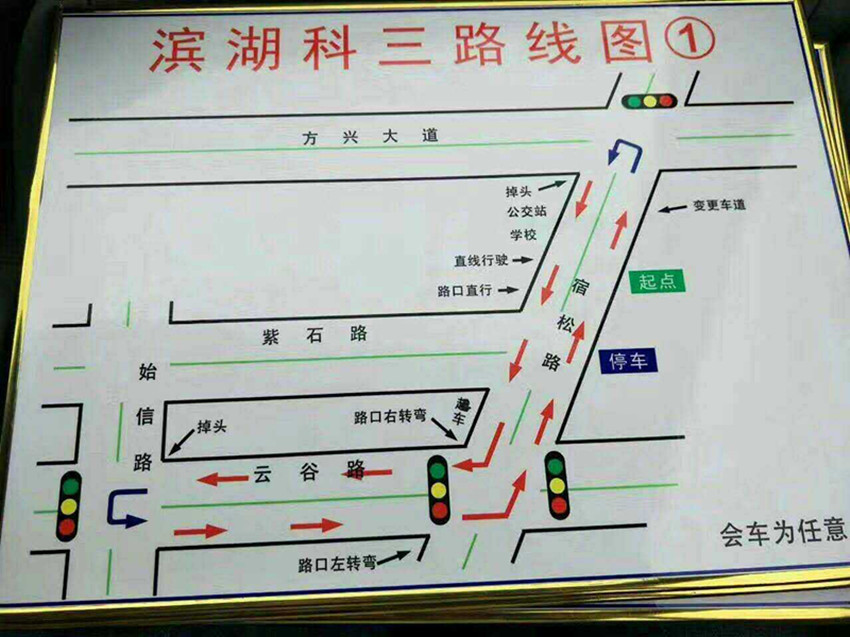 滨湖科三路线图①
方兴大道
掉头
公交站
学校
直线行驶
路口直行
变更车道
起点
停车
宿松路
紫石路
始信路
掉头
路口右转弯
车
云谷路
路口左转弯
会车为任意